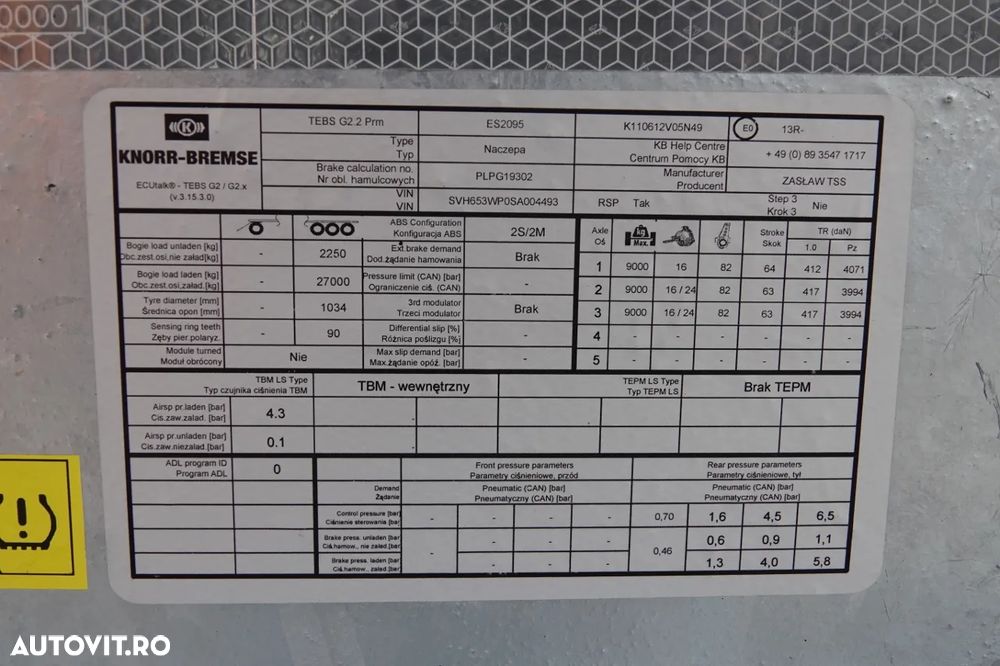 00001
K
KNORR-BREMSE
ECUtalk® - TEBS G2 / G2.x
(v.3.15.3.0)
TEBS G2.2 Prm
ES2095
K110612V05N49
E0
13R-
Type
Typ
Naczepa
KB Help Centre
Centrum Pomocy KB
+ 49 (0) 89 3547 1717
Brake calculation no.
Nr obl. hamulcowych
PLPG19302
Manufacturer
Producent
ZASŁAW TSS
VIN
VIN
SVH653WP0SA004493
RSP Tak
Step 3
Krok 3
Nie
ABS Configuration
Konfiguracja ABS
2S/2M
Bogie load unladen [kg]
Obc.zest.osi,nie załad[kg]
-
2250
Ext.brake demand
Dod.żądanie hamowania
Brak
Bogie load laden [kg]
Obc.zest.osi,załad.[kg]
-
27000
Pressure limit (CAN) [bar]
Ograniczenie ciś. (CAN)
-
Tyre diameter [mm]
Średnica opon [mm]
-
1034
3rd modulator
Trzeci modulator
Brak
Sensing ring teeth
Zęby pier.polaryz.
-
90
Differential slip [%]
Różnica poślizgu [%]
-
Module turned
Moduł obrócony
Nie
Max slip demand [bar]
Max.żądanie opóź. [bar]
-
Axle
Oś
kg
Max.
Stroke
Skok
TR (daN)
1.0
Pz
1 9000 16 82 64 412 4071
2 9000 16 / 24 82 63 417 3994
3 9000 16 / 24 82 63 417 3994
4 - - - - - -
5 - - - - - -
TBM LS Type
Typ czujnika ciśnienia TBM
TBM - wewnętrzny
TEPM LS Type
Typ TEPM LS
Brak TEPM
Airsp pr.laden [bar]
Cis.zaw.załad. [bar]
4.3
Airsp pr.unladen [bar]
Cis.zaw.niezalad.[bar]
0.1
ADL program ID
Program ADL
0
Front pressure parameters
Parametry ciśnieniowe, przód
Rear pressure parameters
Parametry ciśnieniowe, tył
Demand
Żądanie
Pneumatic (CAN) [bar]
Pneumatyczny (CAN) [bar]
Pneumatic (CAN) [bar]
Pneumatyczny (CAN) [bar]
Control pressure [bar]
Ciśnienie sterowania [bar]
- - - -
0,70
1,6 4,5 6,5
Brake press. unladen [bar]
Ciś.hamow., nie załad. [bar]
-
- - -
0,46
0,6 0,9 1,1
Brake press. laden [bar]
Ciś.hamow., załad.[bar]
- - -
1,3 4,0 5,8
AUTOVIT.RO